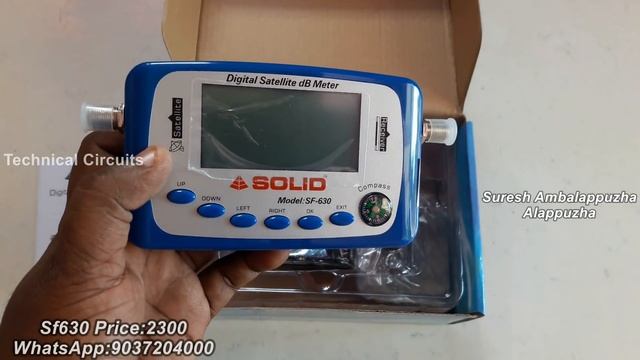 Digital Satellite dB Meter
Satellite
Receiver
SOLID
Model:SF-630
Compass
UP
DOWN
LEFT
RIGHT
OK
EXIT
Technical Circuits
Suresh Ambalappuzha
Alappuzha
Sf630 Price:2300
WhatsApp:9037204000